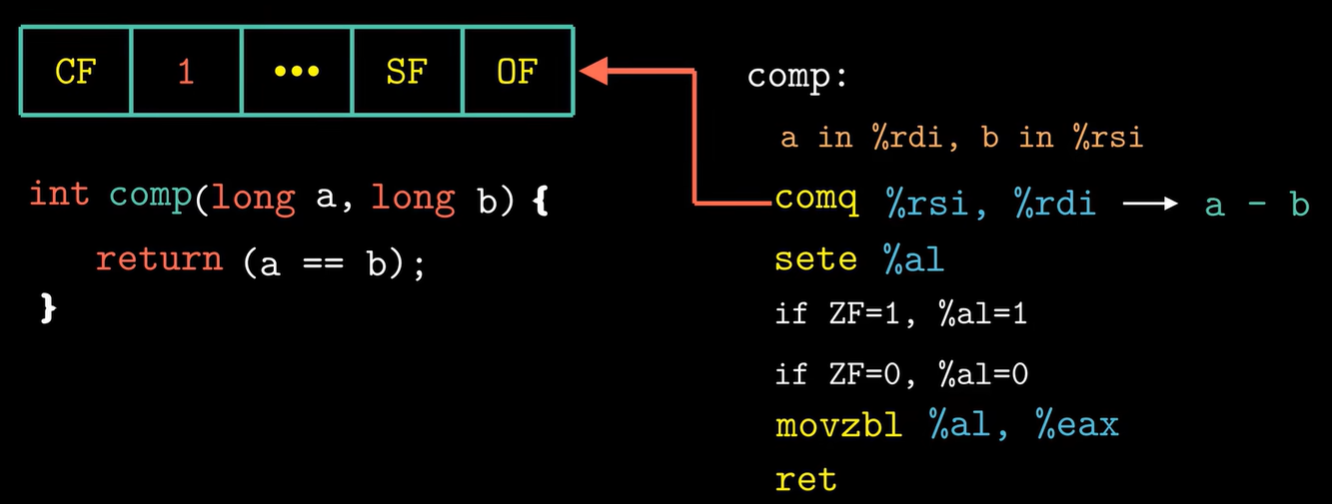 CF 1 ••• SF OF
int comp(long a, long b) {
return (a == b);
}
comp:
a in %rdi, b in %rsi
comq %rsi, %rdi → a - b
sete %al
if ZF=1, %al=1
if ZF=0, %al=0
movzbl %al, %eax
ret